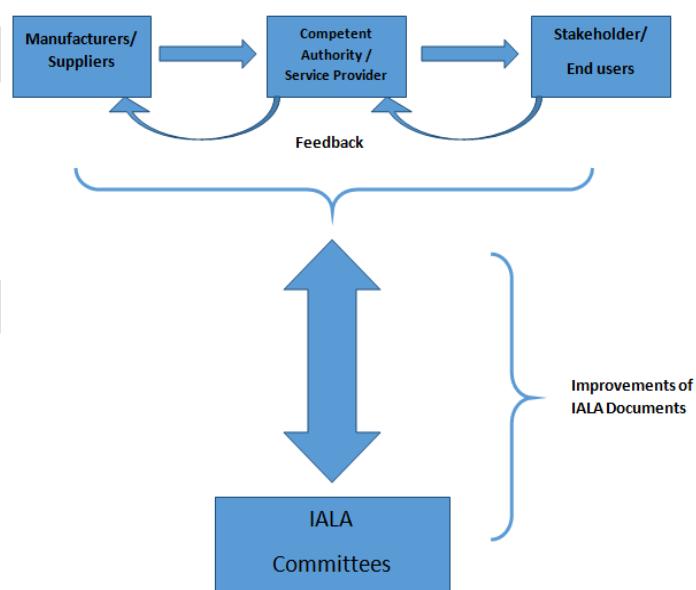 Manufacturers/
Suppliers
Competent
Authority /
Service Provider
Stakeholder/
End users
Feedback
Improvements of
IALA Documents
IALA
Committees